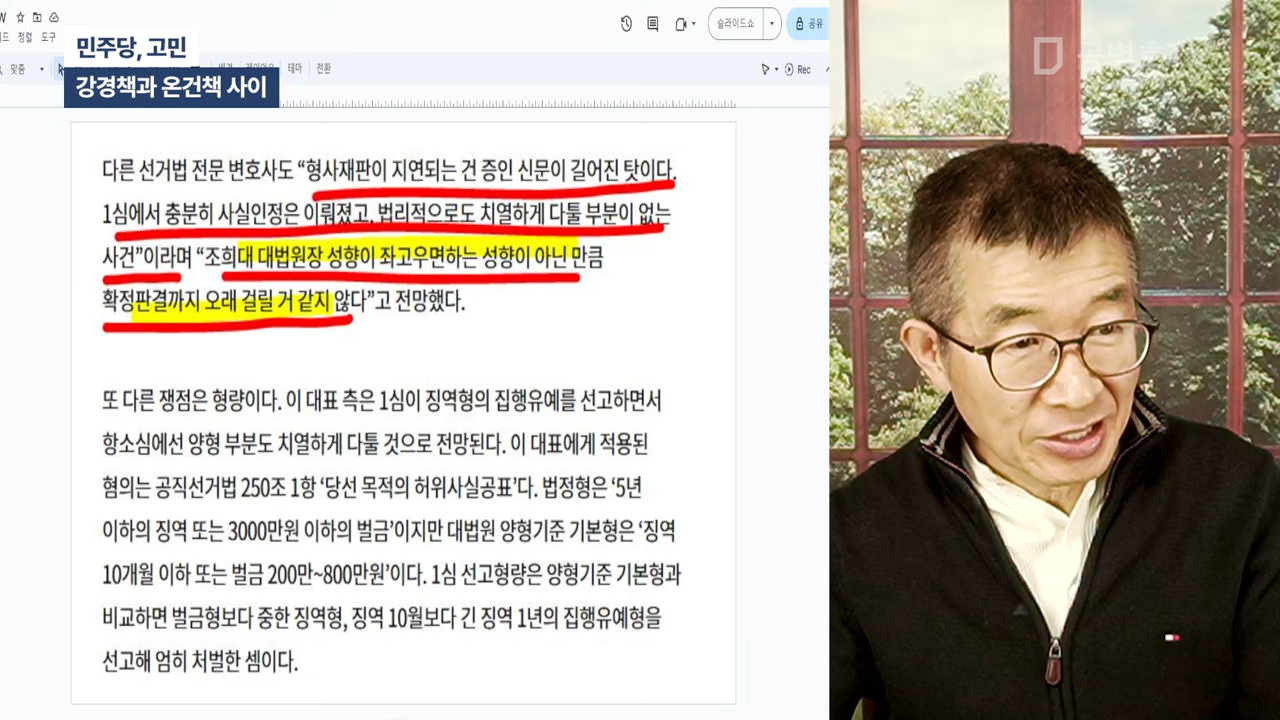 슬라이드쇼
공유
정렬 도구
민주당, 고민
맞춤
테마 전환
Rec
강경책과 온건책 사이
다른 선거법 전문 변호사도 “형사재판이 지연되는 건 증인 신문이 길어진 탓이다.
1심에서 충분히 사실인정은 이뤄졌고, 법리적으로도 치열하게 다툴 부분이 없는
사건”이라며 “조희대 대법원장 성향이 좌고우면하는 성향이 아닌 만큼
확정판결까지 오래 걸릴 거 같지 않다”고 전망했다.
또 다른 쟁점은 형량이다. 이 대표 측은 1심이 징역형의 집행유예를 선고하면서
항소심에선 양형 부분도 치열하게 다툴 것으로 전망된다. 이 대표에게 적용된
혐의는 공직선거법 250조 1항 ‘당선 목적의 허위사실공표’다. 법정형은 ‘5년
이하의 징역 또는 3000만원 이하의 벌금’이지만 대법원 양형기준 기본형은 ‘징역
10개월 이하 또는 벌금 200만~800만원’이다. 1심 선고형량은 양형기준 기본형과
비교하면 벌금형보다 중한 징역형, 징역 10월보다 긴 징역 1년의 집행유예형을
선고해 엄히 처벌한 셈이다.